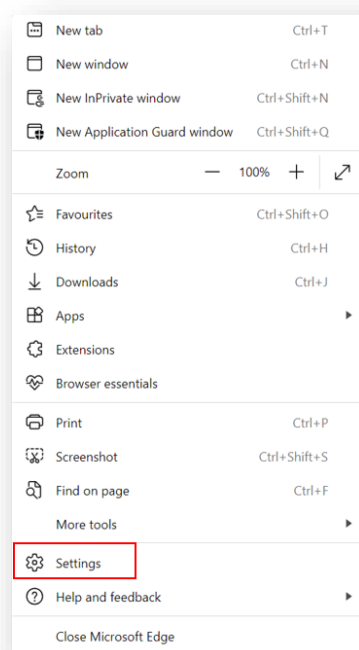 New tab Ctrl+T
New window Ctrl+N
New InPrivate window Ctrl+Shift+N
New Application Guard window Ctrl+Shift+Q
Zoom — 100% +
Favourites Ctrl+Shift+O
History Ctrl+H
Downloads Ctrl+J
Apps
Extensions
Browser essentials
Print Ctrl+P
Screenshot Ctrl+Shift+S
Find on page Ctrl+F
More tools
Settings
Help and feedback
Close Microsoft Edge